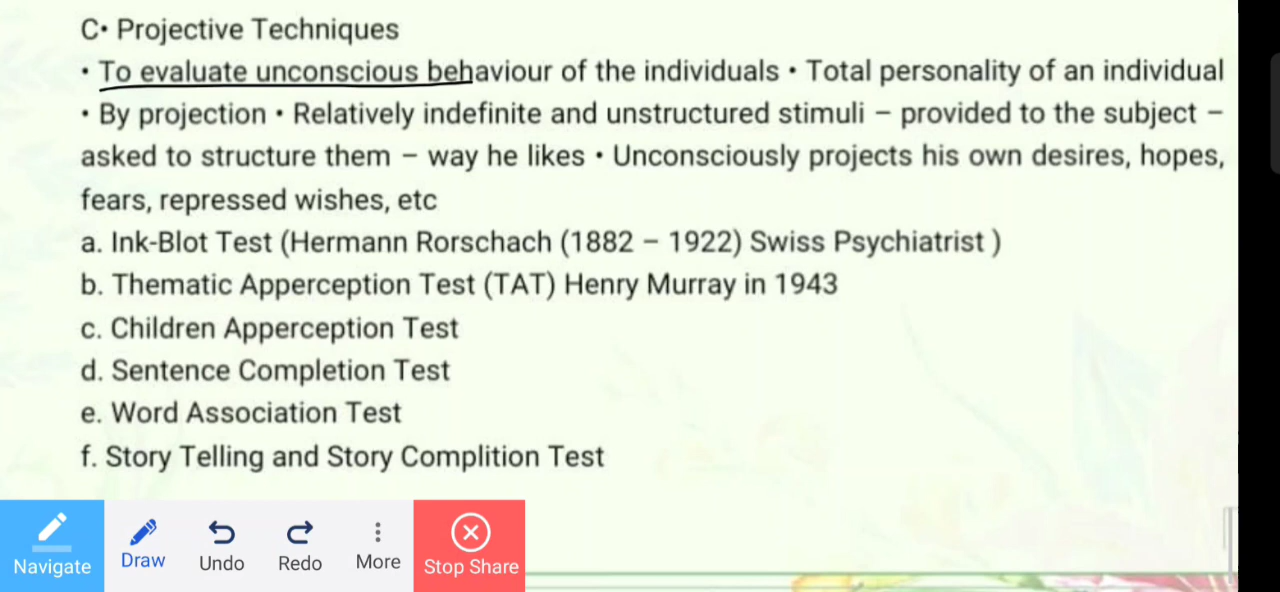 C• Projective Techniques
• To evaluate unconscious behaviour of the individuals • Total personality of an individual
• By projection • Relatively indefinite and unstructured stimuli – provided to the subject –
asked to structure them – way he likes • Unconsciously projects his own desires, hopes,
fears, repressed wishes, etc
a. Ink-Blot Test (Hermann Rorschach (1882 – 1922) Swiss Psychiatrist )
b. Thematic Apperception Test (TAT) Henry Murray in 1943
c. Children Apperception Test
d. Sentence Completion Test
e. Word Association Test
f. Story Telling and Story Complition Test
Navigate Draw Undo Redo More Stop Share